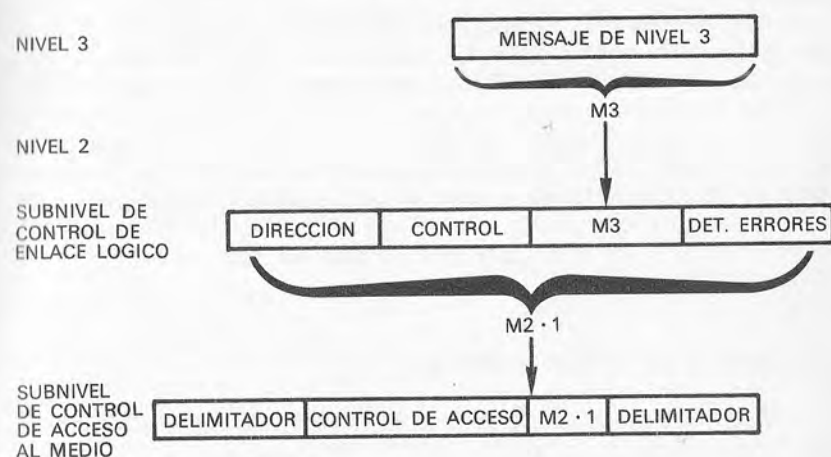 NIVEL 3
MENSAJE DE NIVEL 3
M3
NIVEL 2
SUBNIVEL DE
CONTROL DE
ENLACE LOGICO
DIRECCION CONTROL M3 DET. ERRORES
M2·1
SUBNIVEL
DE CONTROL
DE ACCESO
AL MEDIO
DELIMITADOR CONTROL DE ACCESO M2·1 DELIMITADOR